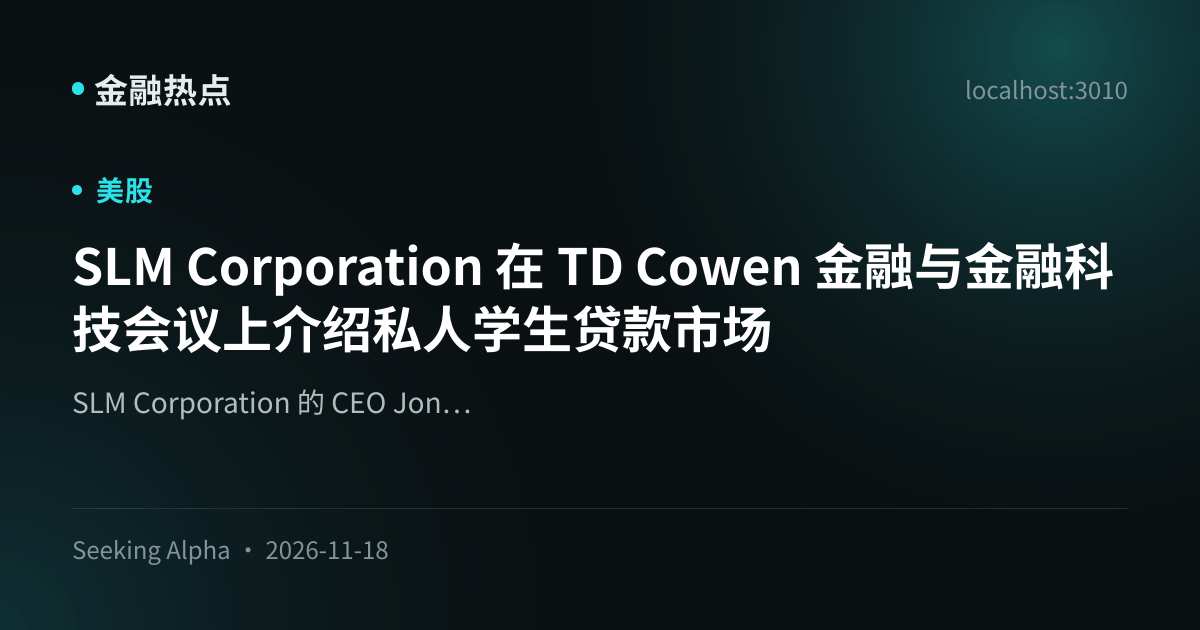 金融热点
localhost:3010
美股
SLM Corporation 在 TD Cowen 金融与金融科
技会议上介绍私人学生贷款市场
SLM Corporation 的 CEO Jon…
Seeking Alpha · 2026-11-18